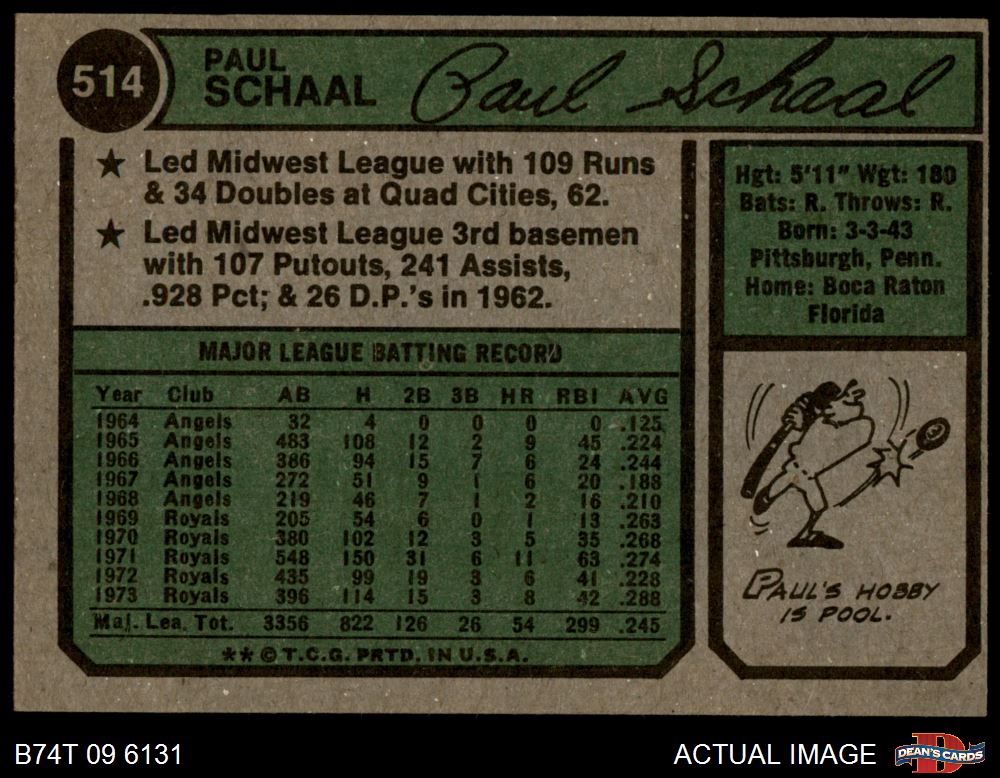 514
PAUL
SCHAAL
Paul Schaal
★ Led Midwest League with 109 Runs
& 34 Doubles at Quad Cities, 62.
★ Led Midwest League 3rd basemen
with 107 Putouts, 241 Assists,
.928 Pct; & 26 D.P.'s in 1962.
Hgt: 5'11" Wgt: 180
Bats: R. Throws: R.
Born: 3-3-43
Pittsburgh, Penn.
Home: Boca Raton
Florida
MAJOR LEAGUE BATTING RECORD
Year Club AB H 2B 3B HR RBI AVG
1964 Angels 32 4 0 0 0 0 .125
1965 Angels 483 108 12 2 9 45 .224
1966 Angels 386 94 15 7 6 24 .244
1967 Angels 272 51 9 1 6 20 .188
1968 Angels 219 46 7 1 2 16 .210
1969 Royals 205 54 6 0 1 13 .263
1970 Royals 380 102 12 3 5 35 .268
1971 Royals 548 150 31 6 11 63 .274
1972 Royals 435 99 19 3 6 41 .228
1973 Royals 396 114 15 3 8 42 .288
Maj. Lea. Tot. 3356 822 126 26 54 299 .245
** © T.C.G. PRTD. IN U.S.A.
PAUL'S HOBBY
IS POOL.
B74T 09 6131
ACTUAL IMAGE
DEAN'S CARDS